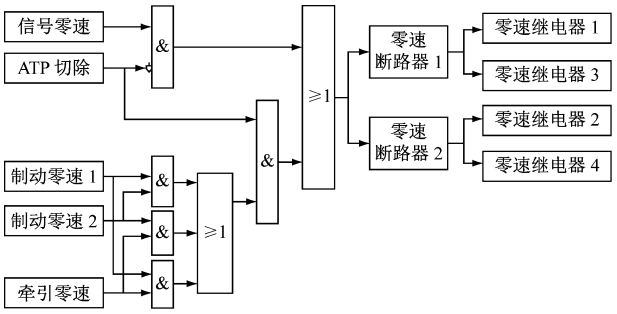 信号零速
ATP 切除
制动零速 1
制动零速 2
牵引零速
&
&
&
&
≥1
&
≥1
零速
断路器 1
零速
断路器 2
零速继电器 1
零速继电器 3
零速继电器 2
零速继电器 4